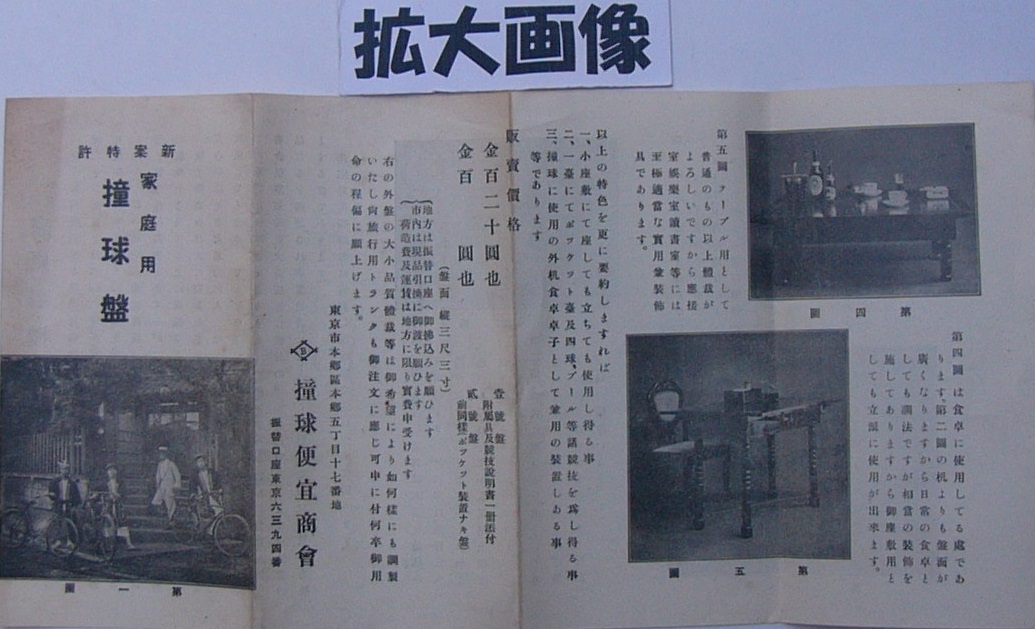 拡大画像
第四圖
第四圖 は食卓に使用してる處であ
ります、第二圖の机よりも盤面が
廣くなりますから日常の食卓と
しても調法ですが相當の裝飾を
施してありますから御座敷用と
しても立派に使用が出來ます。
第五圖 テーブル用として
普通のもの以上體裁が
よろしいですから應接
室娯樂室讀書室等には
至極適當な實用兼裝飾
具であります。
第五圖
以上の特色を更に要約しますれば
一、小座敷にて座しても立ちても使用し得る事
二、一臺にてポツケツト臺及四球、プール等諸競技を爲し得る事
三、撞球に使用の外机食卓卓子として兼用の裝置しある事
等であります
販賣價格
金百二十圓也 壹號盤 附屬具及競技說明書一冊添付
金百 圓也 貳號盤 前同樣(ポツケツト裝置ナキ盤)
(盤面 縱三尺三寸)
地方は振替口座へ御拂込みを願ひます
市內は現品引換に御渡を願ひます
荷造費及運賃は地方に限り實費申受けます
右の外盤の大小品質體裁等は御希望により如何樣にも調製
いたし尙旅行用トランクも御注文に應じ可申に付何卒御用
命の程偏に願上げます。
東京市本鄕區本鄕五丁目十七番地
B 撞球便宜商會
振替口座東京六三九四番
新案特許
家庭用
撞球盤
第一圖